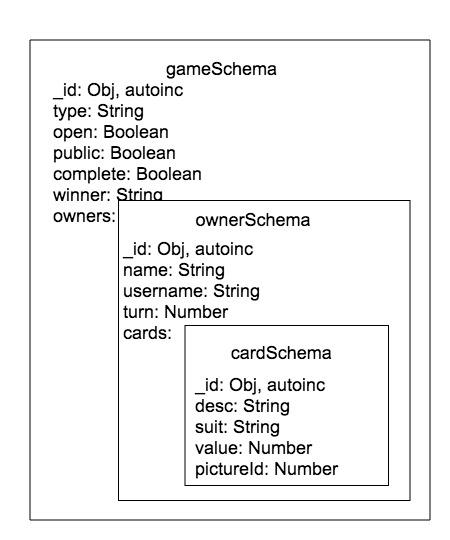 gameSchema
_id: Obj, autoinc
type: String
open: Boolean
public: Boolean
complete: Boolean
winner: String
owners:
ownerSchema
_id: Obj, autoinc
name: String
username: String
turn: Number
cards:
cardSchema
_id: Obj, autoinc
desc: String
suit: String
value: Number
pictureId: Number